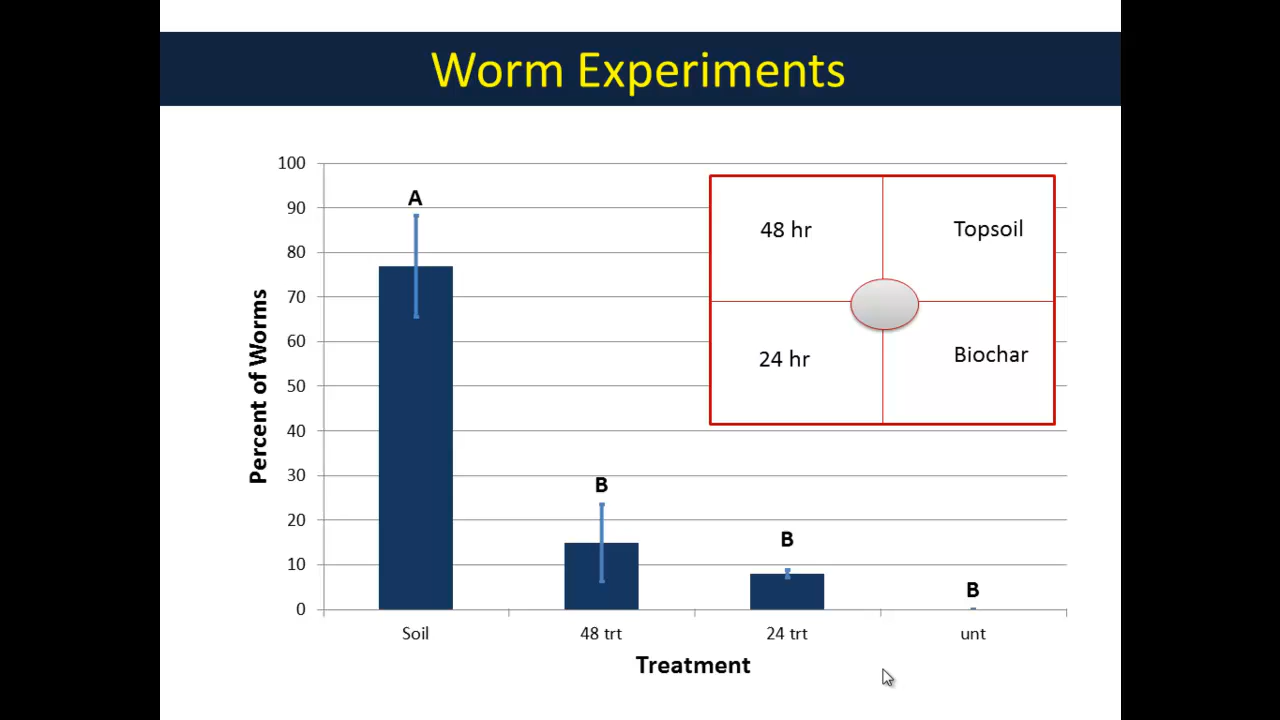 Worm Experiments
100
90
80
70
60
50
40
30
20
10
0
Percent of Worms
A
B
B
B
48 hr
Topsoil
24 hr
Biochar
Soil
48 trt
24 trt
unt
Treatment